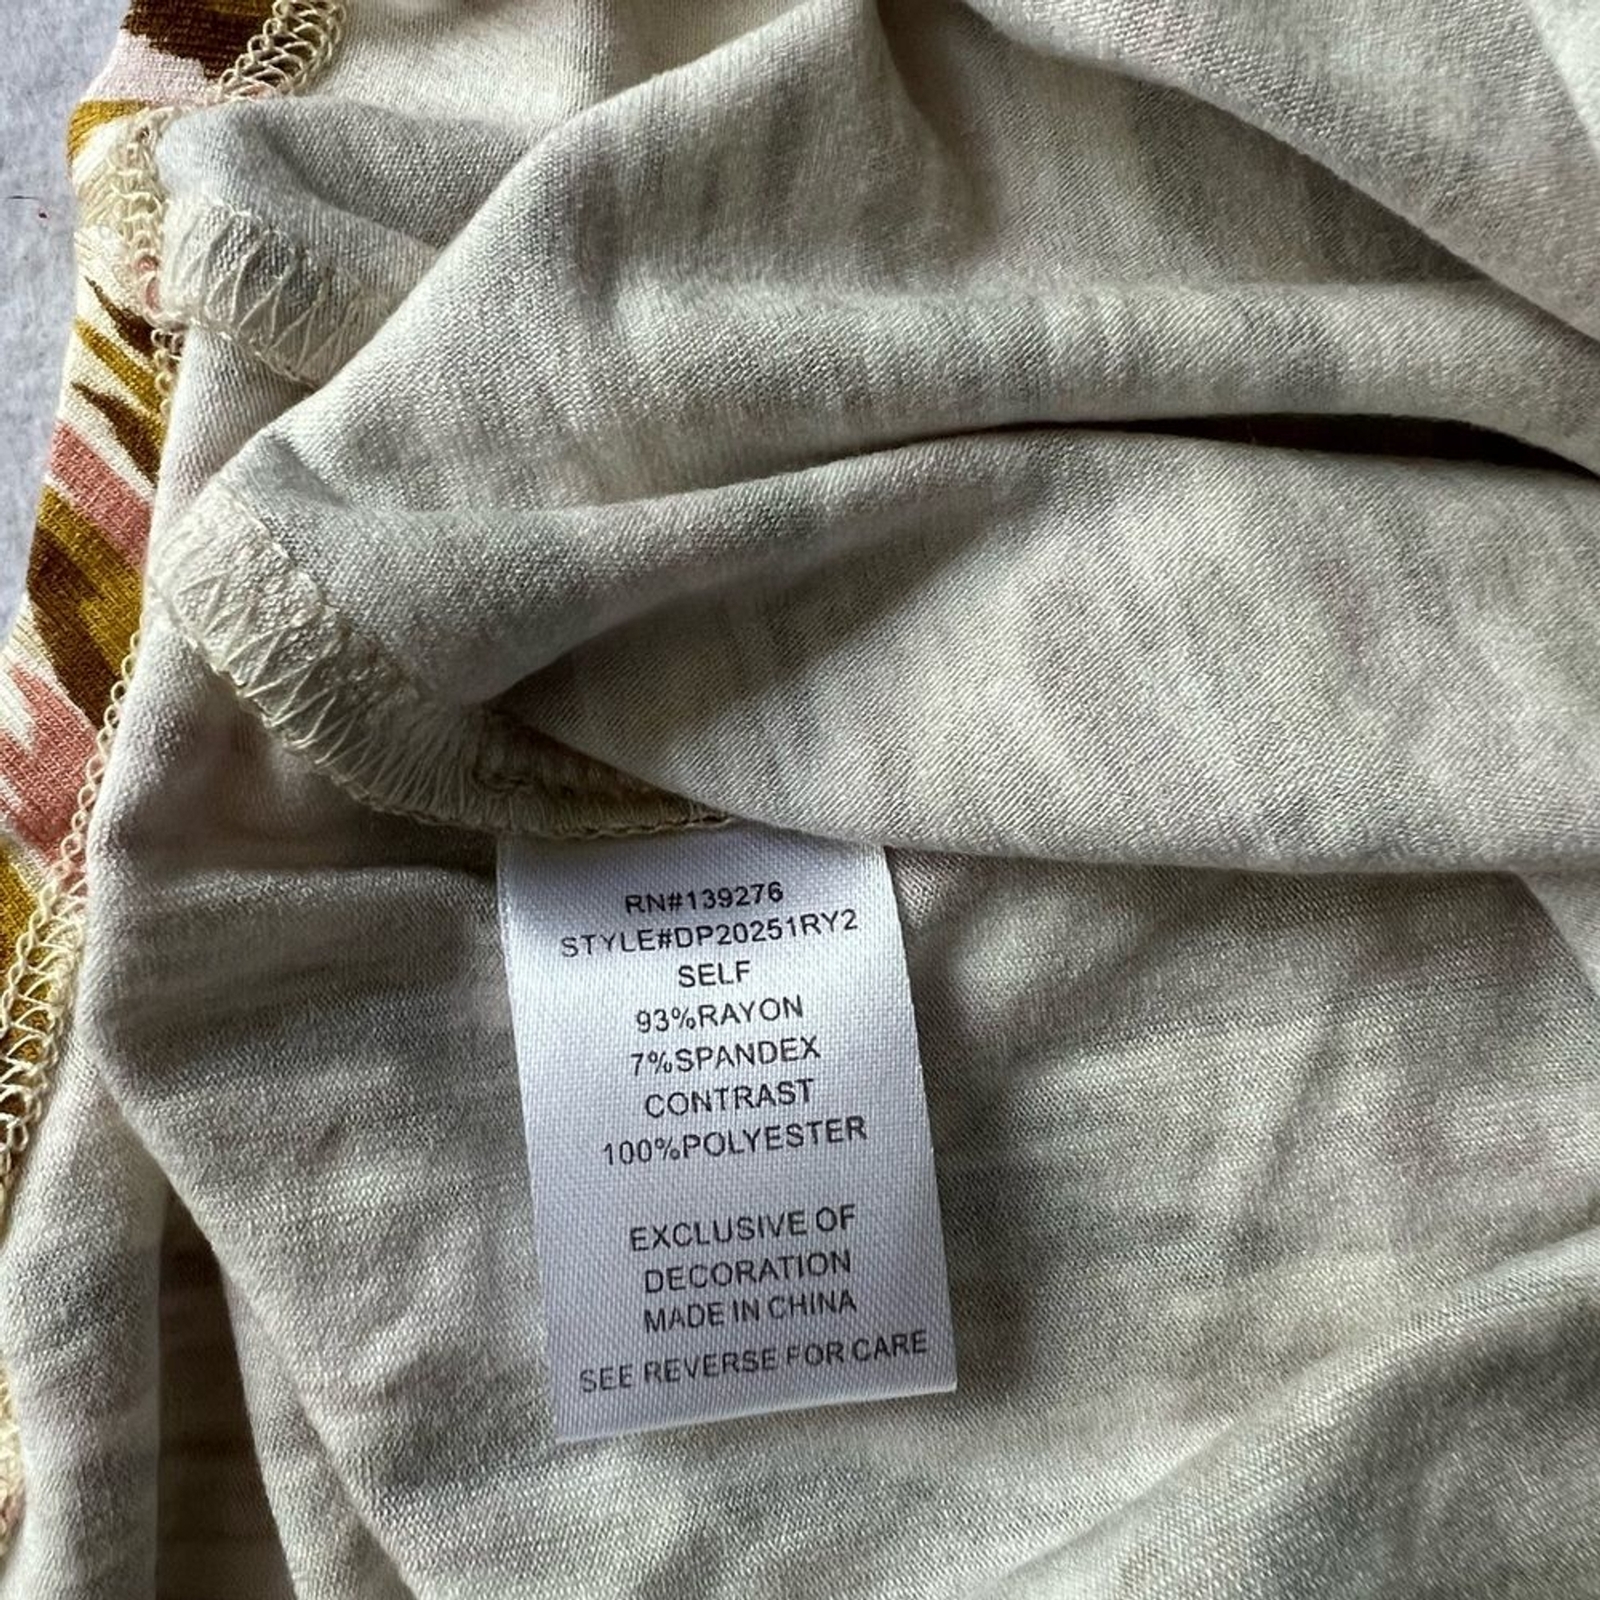 RN#139276
STYLE#DP20251RY2
SELF
93%RAYON
7%SPANDEX
CONTRAST
100%POLYESTER
EXCLUSIVE OF
DECORATION
MADE IN CHINA
SEE REVERSE FOR CARE